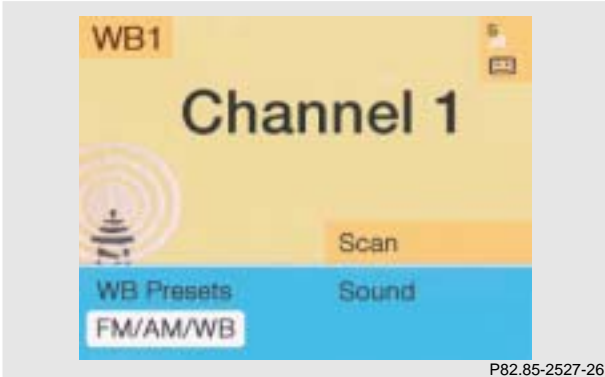 WB1
Channel 1
Scan
WB Presets
Sound
FM/AM/WB
P82.85-2527-26